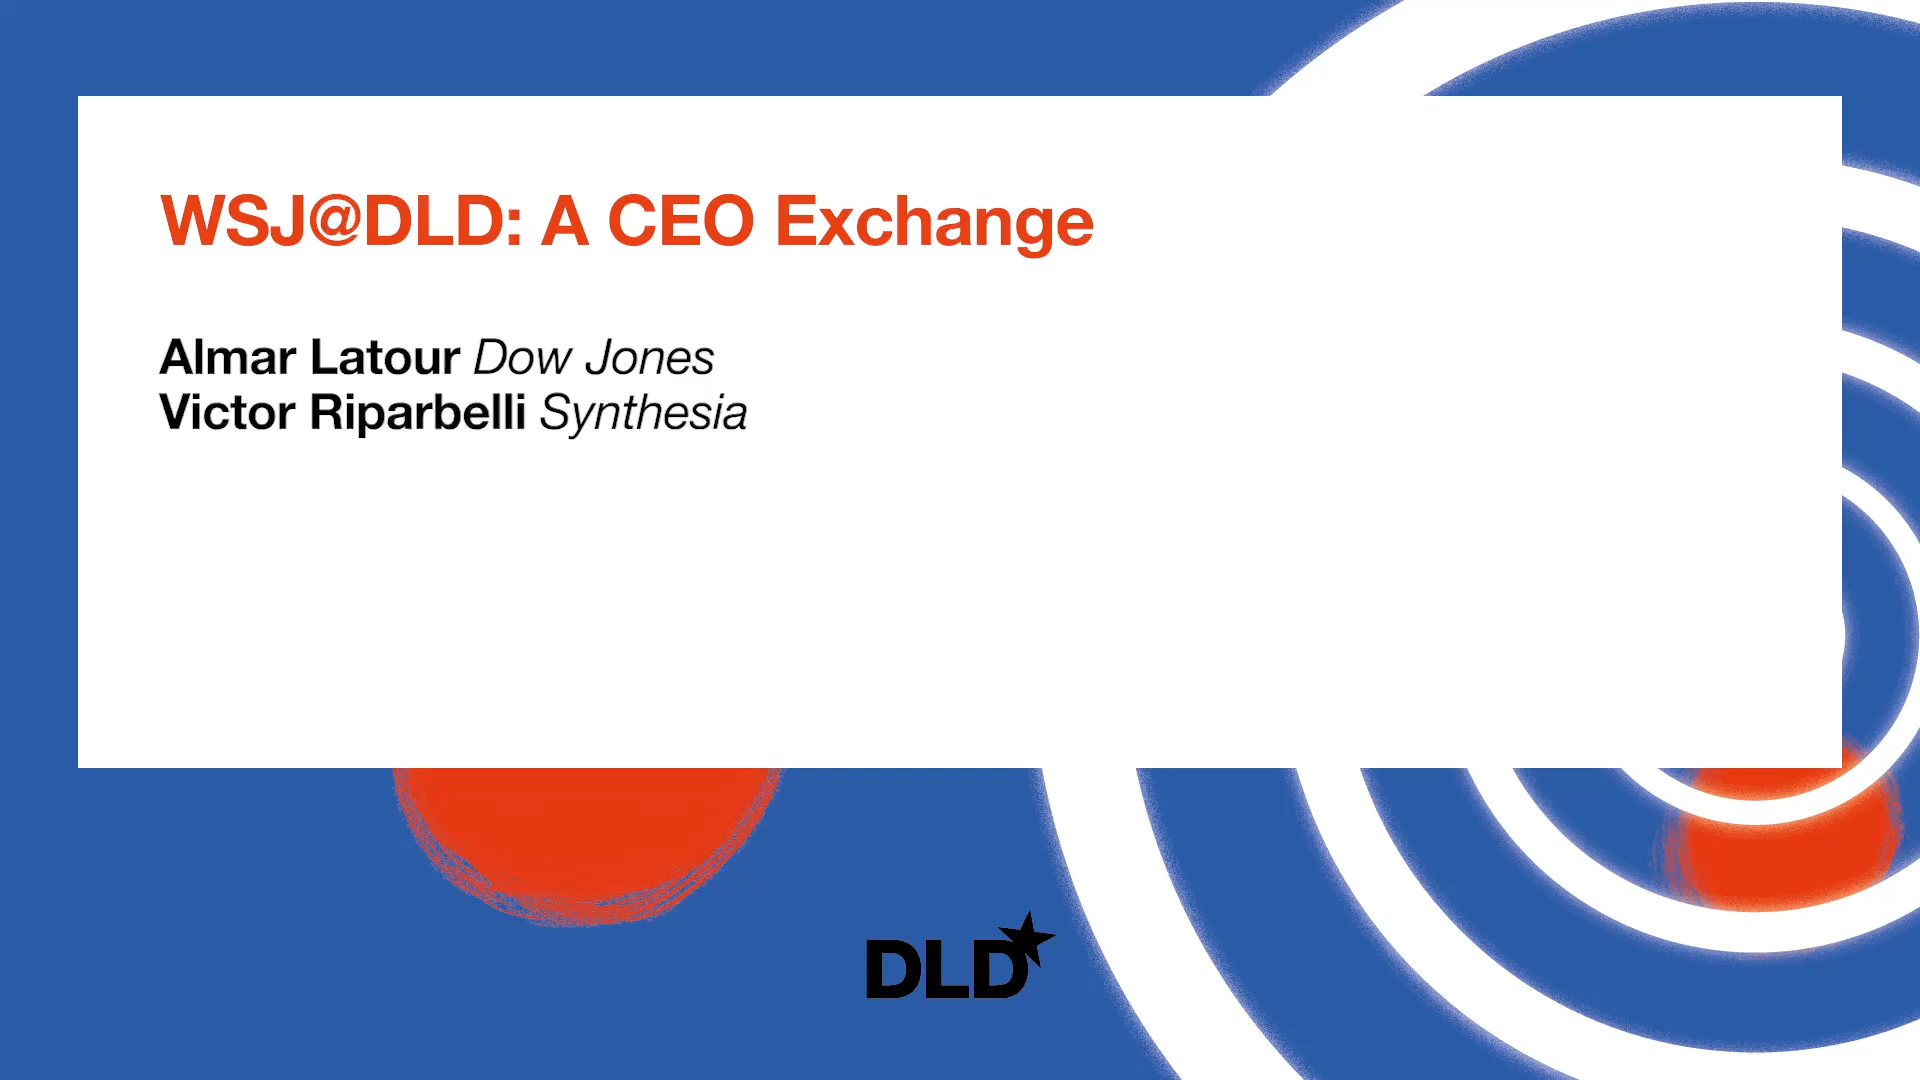 WSJ@DLD: A CEO Exchange
Almar Latour Dow Jones
Victor Riparbelli Synthesia
DLD